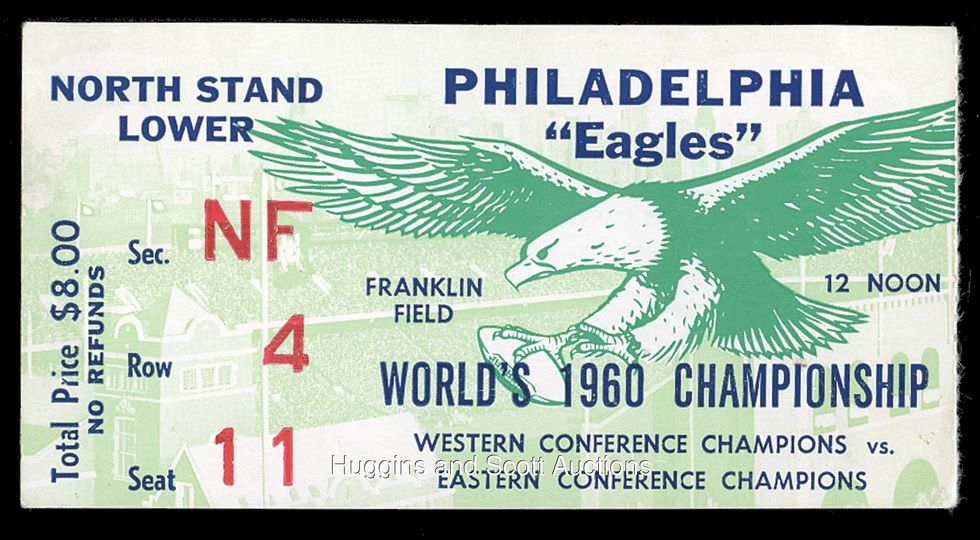 NORTH STAND
LOWER
PHILADELPHIA
"Eagles"
Total Price $8.00
NO REFUNDS
Sec. NF
Row 4
Seat 11
FRANKLIN
FIELD
12 NOON
WORLD'S 1960 CHAMPIONSHIP
WESTERN CONFERENCE CHAMPIONS vs.
EASTERN CONFERENCE CHAMPIONS
Huggins and Scott Auctions